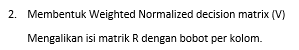 2. Membentuk Weighted Normalized decision matrix (V)
Mengalikan isi matrik R dengan bobot per kolom.